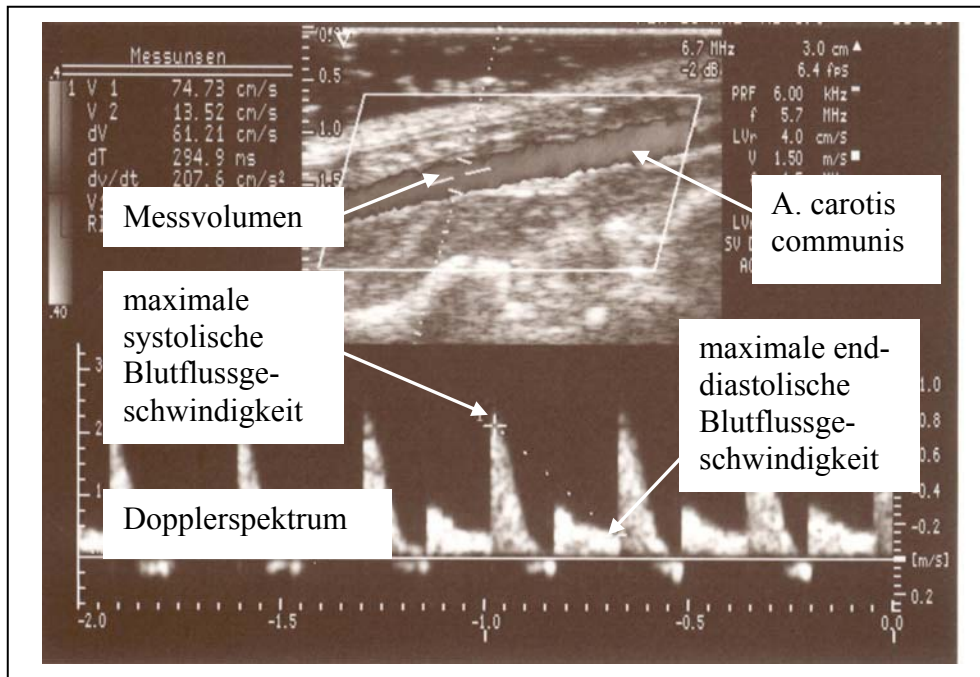 Messunsen
1 V 1 74.73 cm/s
V 2 13.52 cm/s
dV 61.21 cm/s
dT 294.9 ms
dv/dt 207.6 cm/s²
.4
.40
0.5
1.0
1.5
6.7 MHz
-2 dB
3.0 cm
6.4 fps
PRF 6.00 kHz
f 5.7 MHz
LVr 4.0 cm/s
V 1.50 m/s
SV
Messvolumen
A. carotis
communis
maximale
systolische
Blutflussge-
schwindigkeit
maximale end-
diastolische
Blutflussge-
schwindigkeit
Dopplerspektrum
3
2
1
1.0
0.8
0.6
0.4
-0.2
[m/S]
0.2
-2.0
-1.5
-1.0
-0.5
0.0